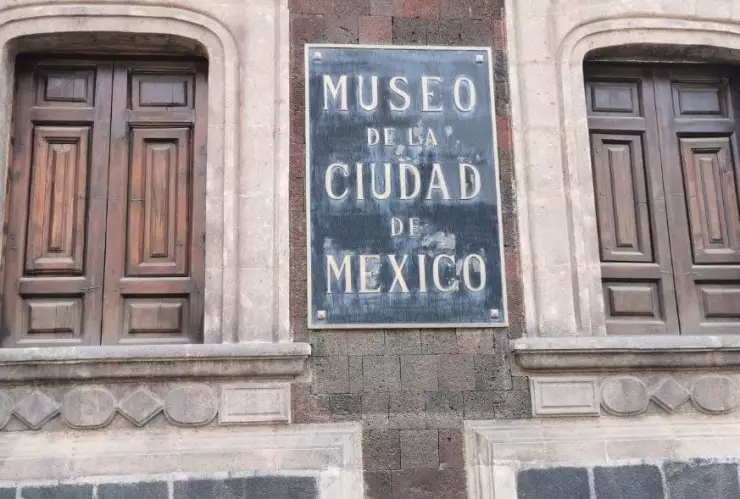 MUSEO
DE LA
CIUDAD
DE
MEXICO